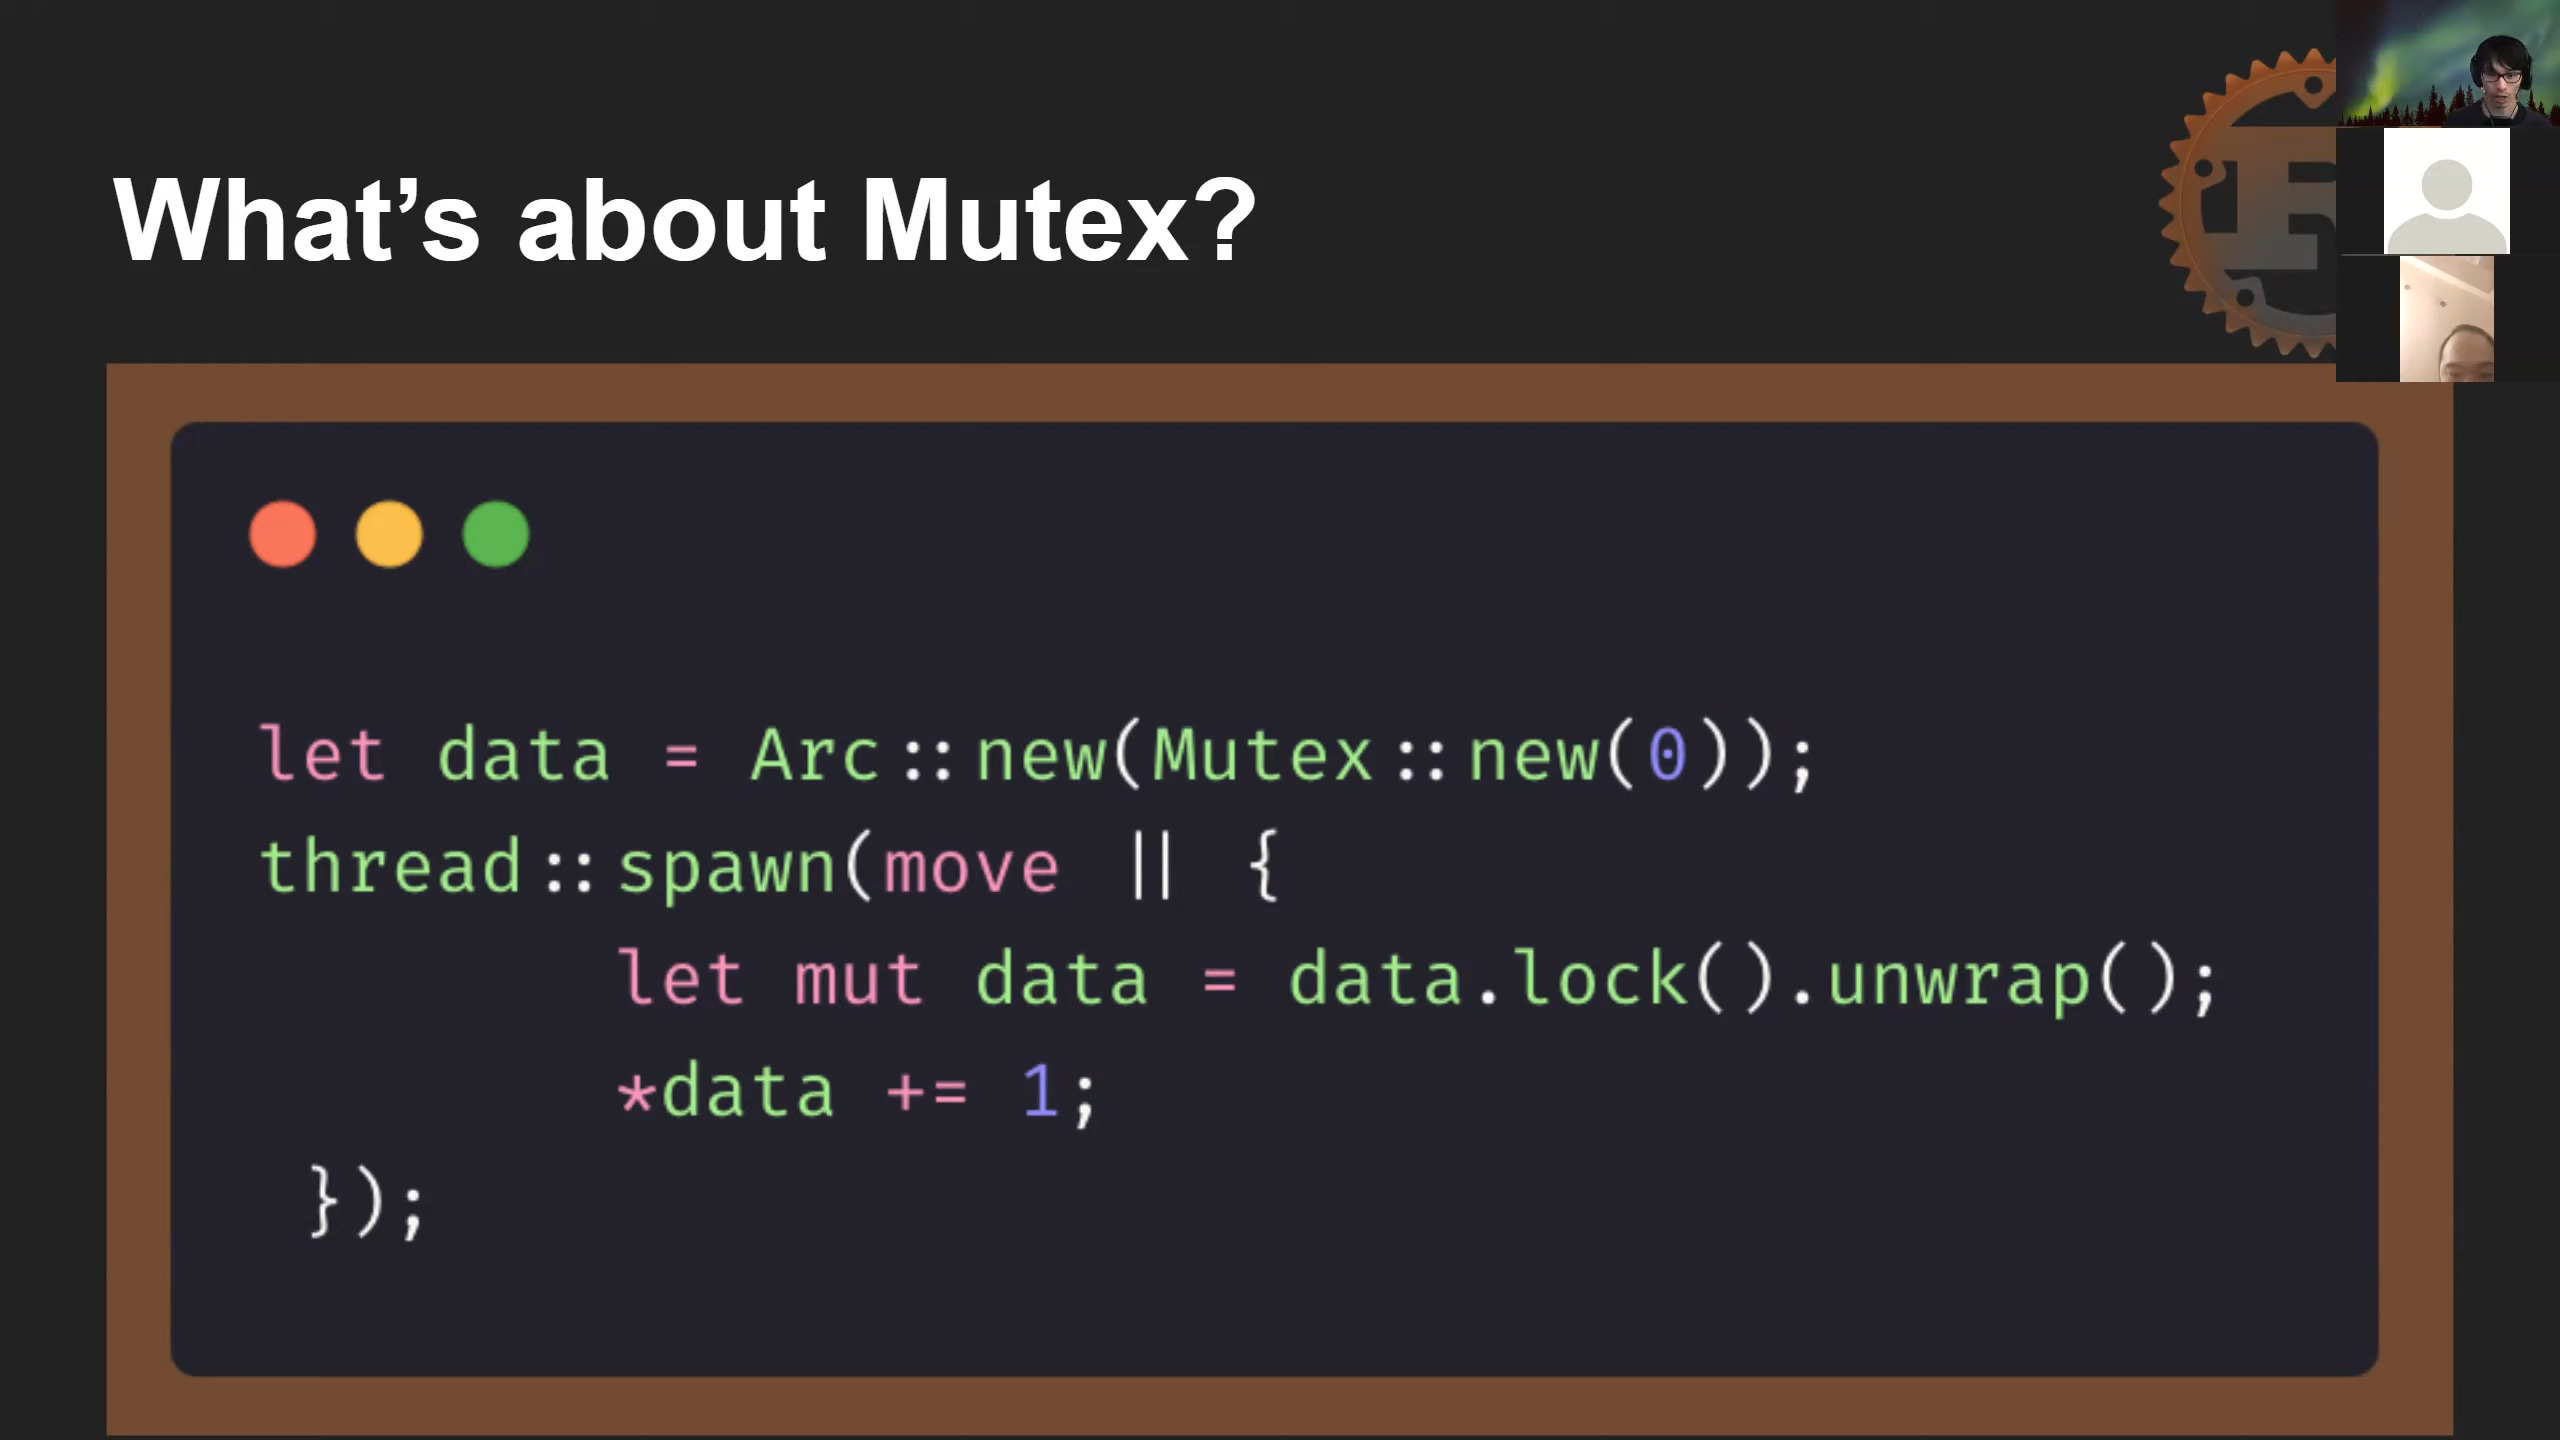 What’s about Mutex?
let data = Arc::new(Mutex::new(0));
thread::spawn(move || {
let mut data = data.lock().unwrap();
*data += 1;
});